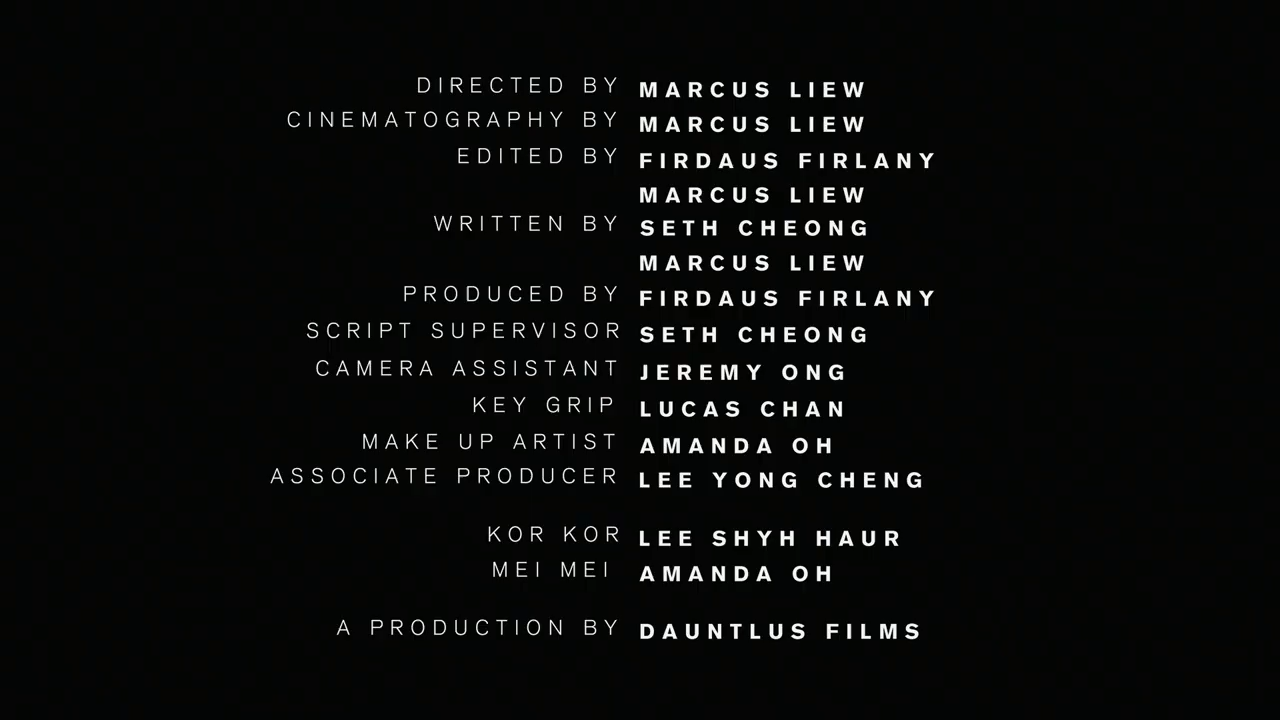 DIRECTED BY MARCUS LIEW
CINEMATOGRAPHY BY MARCUS LIEW
EDITED BY FIRDAUS FIRLANY
MARCUS LIEW
WRITTEN BY SETH CHEONG
MARCUS LIEW
PRODUCED BY FIRDAUS FIRLANY
SCRIPT SUPERVISOR SETH CHEONG
CAMERA ASSISTANT JEREMY ONG
KEY GRIP LUCAS CHAN
MAKE UP ARTIST AMANDA OH
ASSOCIATE PRODUCER LEE YONG CHENG
KOR KOR LEE SHYH HAUR
MEI MEI AMANDA OH
A PRODUCTION BY DAUNTLUS FILMS